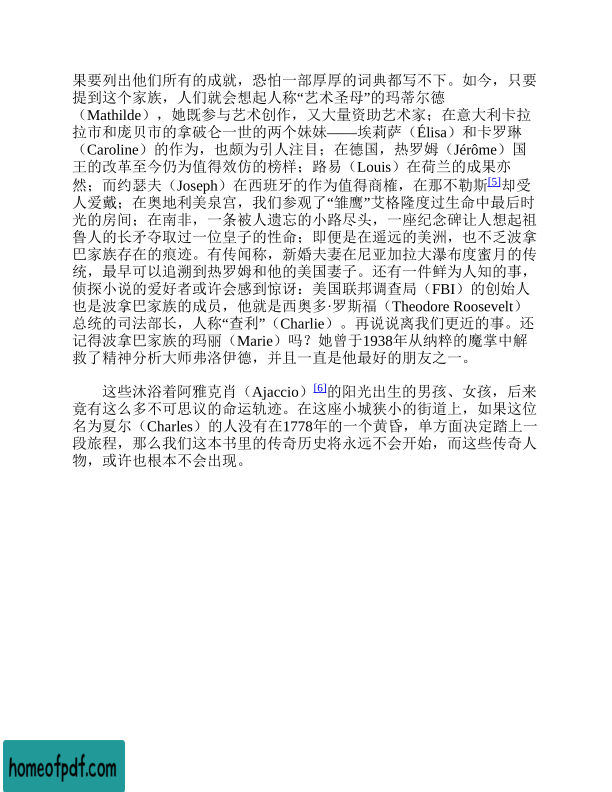 果要列出他们所有的成就，恐怕一部厚厚的词典都写不下。如今，只要
提到这个家族，人们就会想起人称“艺术圣母”的玛蒂尔德
（Mathilde），她既参与艺术创作，又大量资助艺术家；在意大利卡拉
拉市和庞贝市的拿破仑一世的两个妹妹——埃莉萨（Élisa）和卡罗琳
（Caroline）的作为，也颇为引人注目；在德国，热罗姆（Jérôme）国
王的改革至今仍为值得效仿的榜样；路易（Louis）在荷兰的成果亦
然；而约瑟夫（Joseph）在西班牙的作为值得商榷，在那不勒斯[5]却受
人爱戴；在奥地利美泉宫，我们参观了“雏鹰”艾格隆度过生命中最后时
光的房间；在南非，一条被人遗忘的小路尽头，一座纪念碑让人想起祖
鲁人的长矛夺取过一位皇子的性命；即便是在遥远的美洲，也不乏波拿
巴家族存在的痕迹。有传闻称，新婚夫妻在尼亚加拉大瀑布度蜜月的传
统，最早可以追溯到热罗姆和他的美国妻子。还有一件鲜为人知的事，
侦探小说的爱好者或许会感到惊讶：美国联邦调查局（FBI）的创始人
也是波拿巴家族的成员，他就是西奥多·罗斯福（Theodore Roosevelt）
总统的司法部长，人称“查利”（Charlie）。再说说离我们更近的事。还
记得波拿巴家族的玛丽（Marie）吗？她曾于1938年从纳粹的魔掌中解
救了精神分析大师弗洛伊德，并且一直是他最好的朋友之一。
这些沐浴着阿雅克肖（Ajaccio）[6]的阳光出生的男孩、女孩，后来
竟有这么多不可思议的命运轨迹。在这座小城狭小的街道上，如果这位
名为夏尔（Charles）的人没有在1778年的一个黄昏，单方面决定踏上一
段旅程，那么我们这本书里的传奇历史将永远不会开始，而这些传奇人
物，或许也根本不会出现。
homeofpdf.com